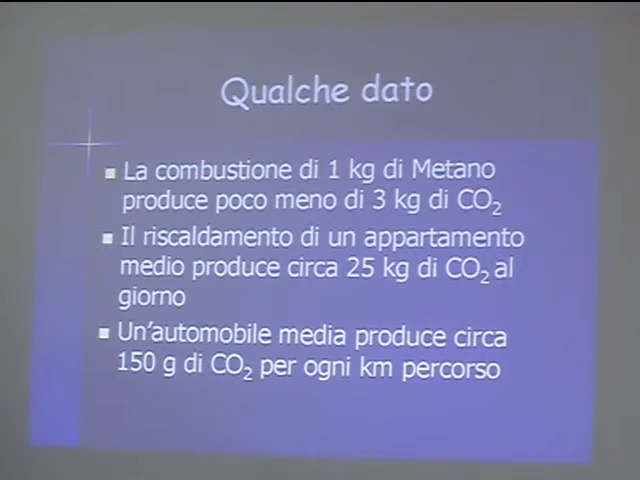 Qualche dato
■ La combustione di 1 kg di Metano
produce poco meno di 3 kg di CO₂
■ Il riscaldamento di un appartamento
medio produce circa 25 kg di CO₂ al
giorno
■ Un'automobile media produce circa
150 g di CO₂ per ogni km percorso